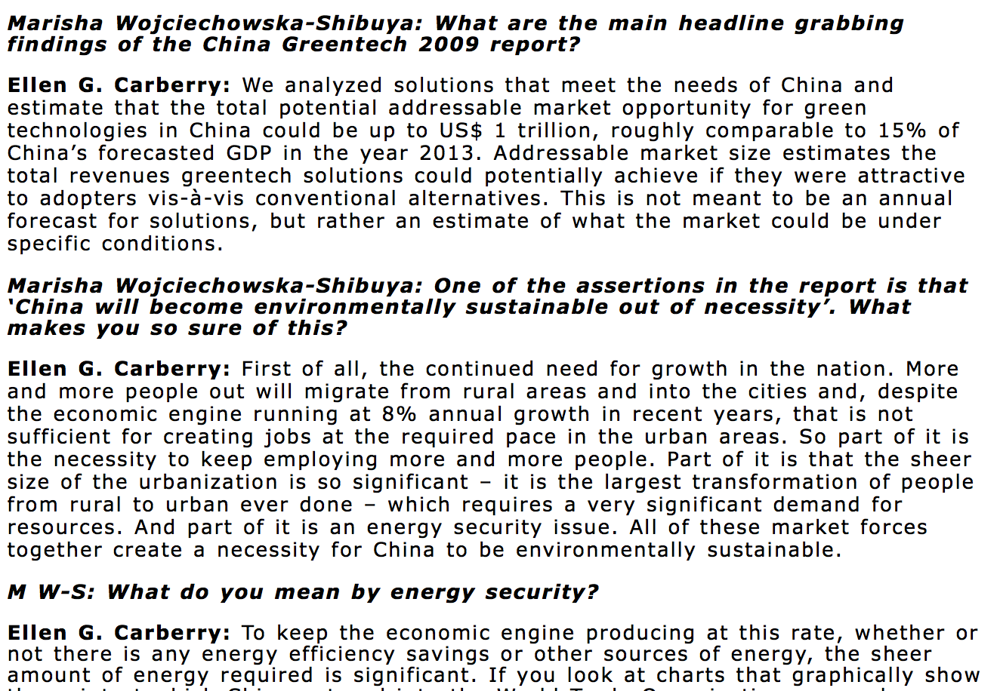 Marisha Wojciechowska-Shibuya: What are the main headline grabbing
findings of the China Greentech 2009 report?
Ellen G. Carberry: We analyzed solutions that meet the needs of China and
estimate that the total potential addressable market opportunity for green
technologies in China could be up to US$ 1 trillion, roughly comparable to 15% of
China’s forecasted GDP in the year 2013. Addressable market size estimates the
total revenues greentech solutions could potentially achieve if they were attractive
to adopters vis-à-vis conventional alternatives. This is not meant to be an annual
forecast for solutions, but rather an estimate of what the market could be under
specific conditions.
Marisha Wojciechowska-Shibuya: One of the assertions in the report is that
‘China will become environmentally sustainable out of necessity’. What
makes you so sure of this?
Ellen G. Carberry: First of all, the continued need for growth in the nation. More
and more people out will migrate from rural areas and into the cities and, despite
the economic engine running at 8% annual growth in recent years, that is not
sufficient for creating jobs at the required pace in the urban areas. So part of it is
the necessity to keep employing more and more people. Part of it is that the sheer
size of the urbanization is so significant – it is the largest transformation of people
from rural to urban ever done – which requires a very significant demand for
resources. And part of it is an energy security issue. All of these market forces
together create a necessity for China to be environmentally sustainable.
M W-S: What do you mean by energy security?
Ellen G. Carberry: To keep the economic engine producing at this rate, whether or
not there is any energy efficiency savings or other sources of energy, the sheer
amount of energy required is significant. If you look at charts that graphically show